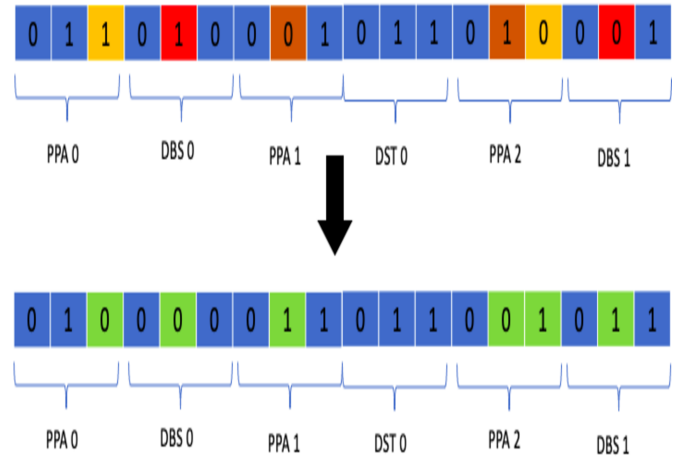 0 1 1 0 1 0 0 0 1 0 1 1 0 1 0 0 0 1
PPA 0 DBS 0 PPA 1 DST 0 PPA 2 DBS 1
0 1 0 0 0 0 0 1 1 0 1 1 0 0 1 0 1 1
PPA 0 DBS 0 PPA 1 DST 0 PPA 2 DBS 1